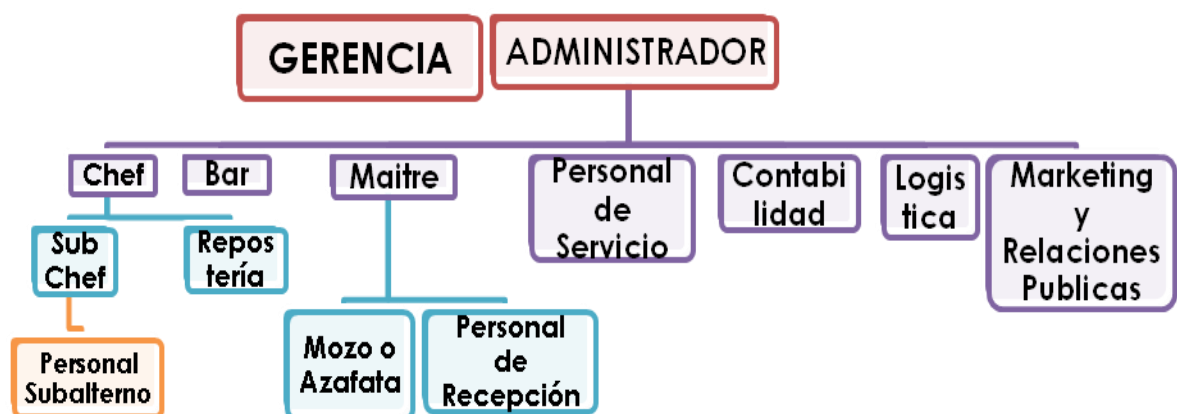 GERENCIA
ADMINISTRADOR
Chef
Bar
Maitre
Personal
de
Servicio
Contabi
lidad
Logis
tica
Marketing
y
Relaciones
Publicas
Sub
Chef
Repos
tería
Mozo o
Azafata
Personal
de
Recepción
Personal
Subalterno